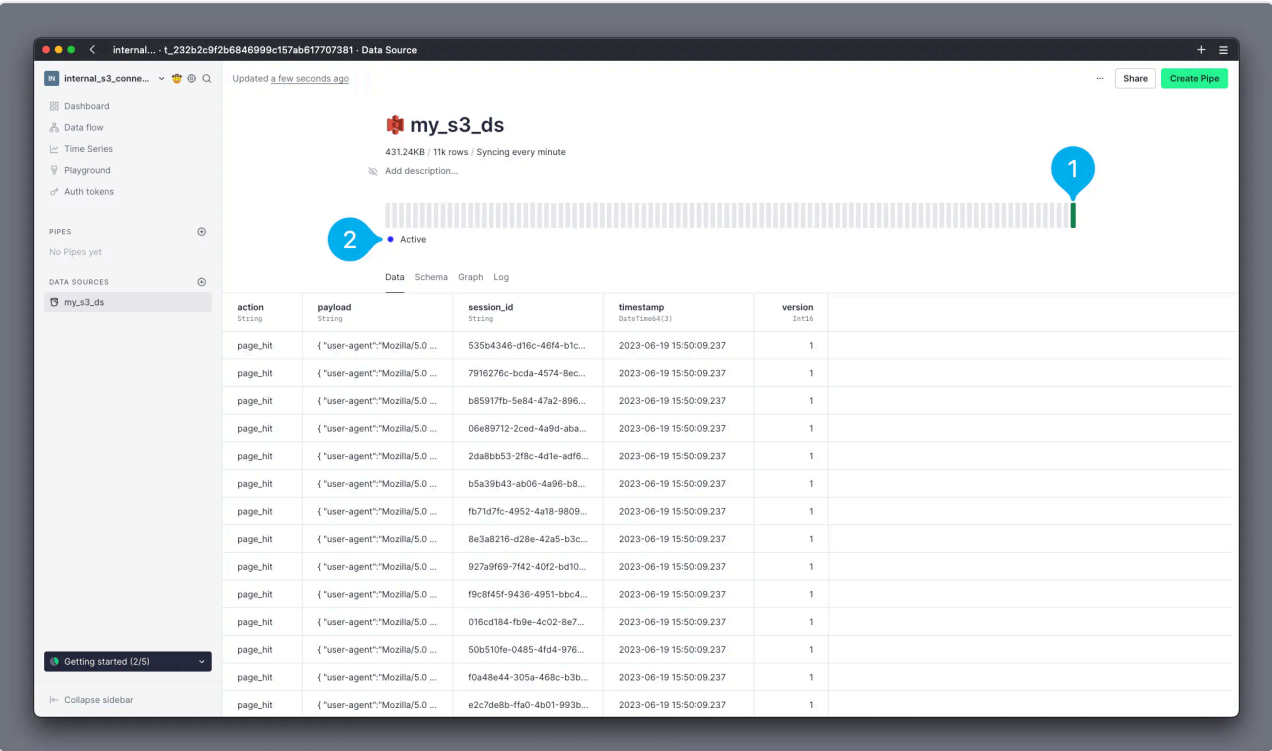 internal... · t_232b2c9f2b6846999c157ab617707381 · Data Source
IN internal_s3_conne...
Updated a few seconds ago
Share
Create Pipe
Dashboard
Data flow
Time Series
Playground
Auth tokens
PIPES
No Pipes yet
DATA SOURCES
my_s3_ds
my_s3_ds
431.24KB / 11k rows / Syncing every minute
Add description...
1
2
Active
Data Schema Graph Log
action payload session_id timestamp version
String String String DateTime64(3) Int16
page_hit { "user-agent":"Mozilla/5.0 ... 535b4346-d16c-46f4-b1c... 2023-06-19 15:50:09.237 1
page_hit { "user-agent":"Mozilla/5.0 ... 7916276c-bcda-4574-8ec... 2023-06-19 15:50:09.237 1
page_hit { "user-agent":"Mozilla/5.0 ... b85917fb-5e84-47a2-896... 2023-06-19 15:50:09.237 1
page_hit { "user-agent":"Mozilla/5.0 ... 06e89712-2ced-4a9d-aba... 2023-06-19 15:50:09.237 1
page_hit { "user-agent":"Mozilla/5.0 ... 2da8bb53-2f8c-4d1e-adf6... 2023-06-19 15:50:09.237 1
page_hit { "user-agent":"Mozilla/5.0 ... b5a39b43-ab06-4a96-b8... 2023-06-19 15:50:09.237 1
page_hit { "user-agent":"Mozilla/5.0 ... fb71d7fc-4952-4a18-9809... 2023-06-19 15:50:09.237 1
page_hit { "user-agent":"Mozilla/5.0 ... 8e3a8216-d28e-42a5-b3c... 2023-06-19 15:50:09.237 1
page_hit { "user-agent":"Mozilla/5.0 ... 927a9f69-7f42-40f2-bd10... 2023-06-19 15:50:09.237 1
page_hit { "user-agent":"Mozilla/5.0 ... f9c8f45f-9436-4951-bbc4... 2023-06-19 15:50:09.237 1
page_hit { "user-agent":"Mozilla/5.0 ... 016cd184-fb9e-4c02-8e7... 2023-06-19 15:50:09.237 1
page_hit { "user-agent":"Mozilla/5.0 ... 50b510fe-0485-4fd4-976... 2023-06-19 15:50:09.237 1
page_hit { "user-agent":"Mozilla/5.0 ... f0a48e44-305a-468c-b3b... 2023-06-19 15:50:09.237 1
page_hit { "user-agent":"Mozilla/5.0 ... e2c7de8b-ffa0-4b01-993b... 2023-06-19 15:50:09.237 1
Getting started (2/5)
Collapse sidebar